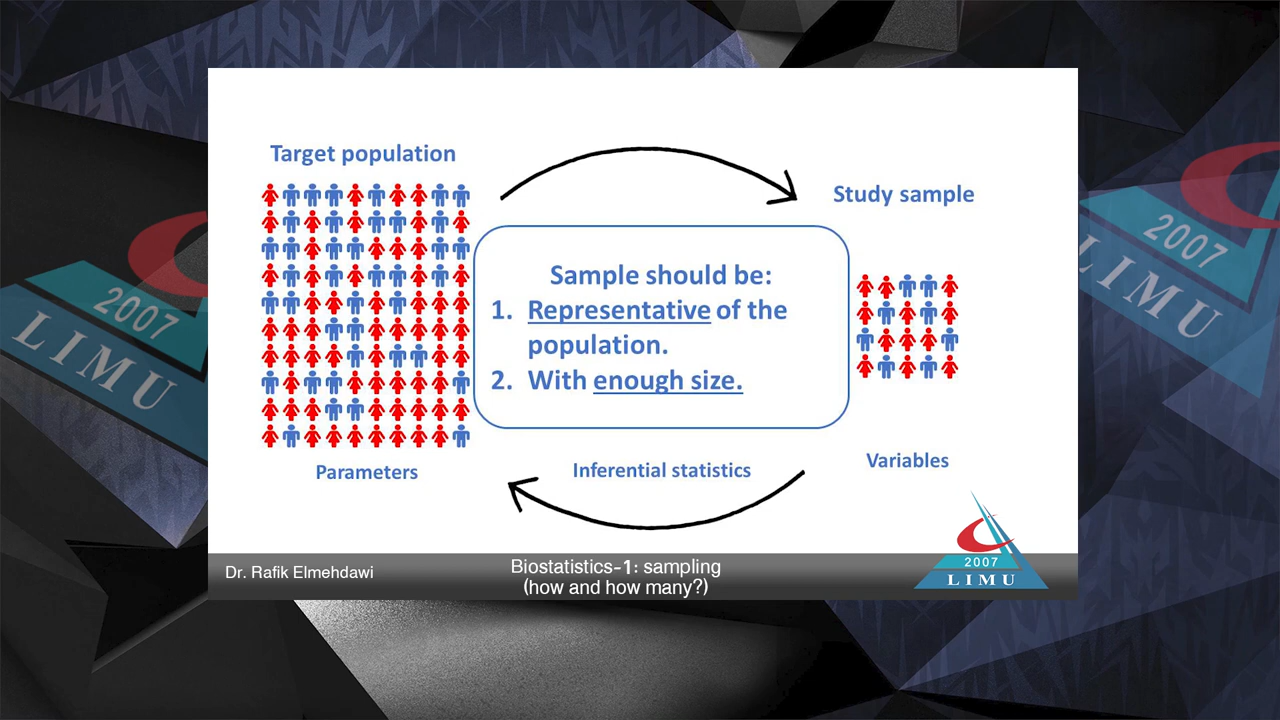 Target population
Study sample
Sample should be:
1. Representative of the
population.
2. With enough size.
Parameters
Inferential statistics
Variables
Dr. Rafik Elmehdawi
Biostatistics-1: sampling
(how and how many?)
2007
LIMU
2007
LIMU
2007
LIMU